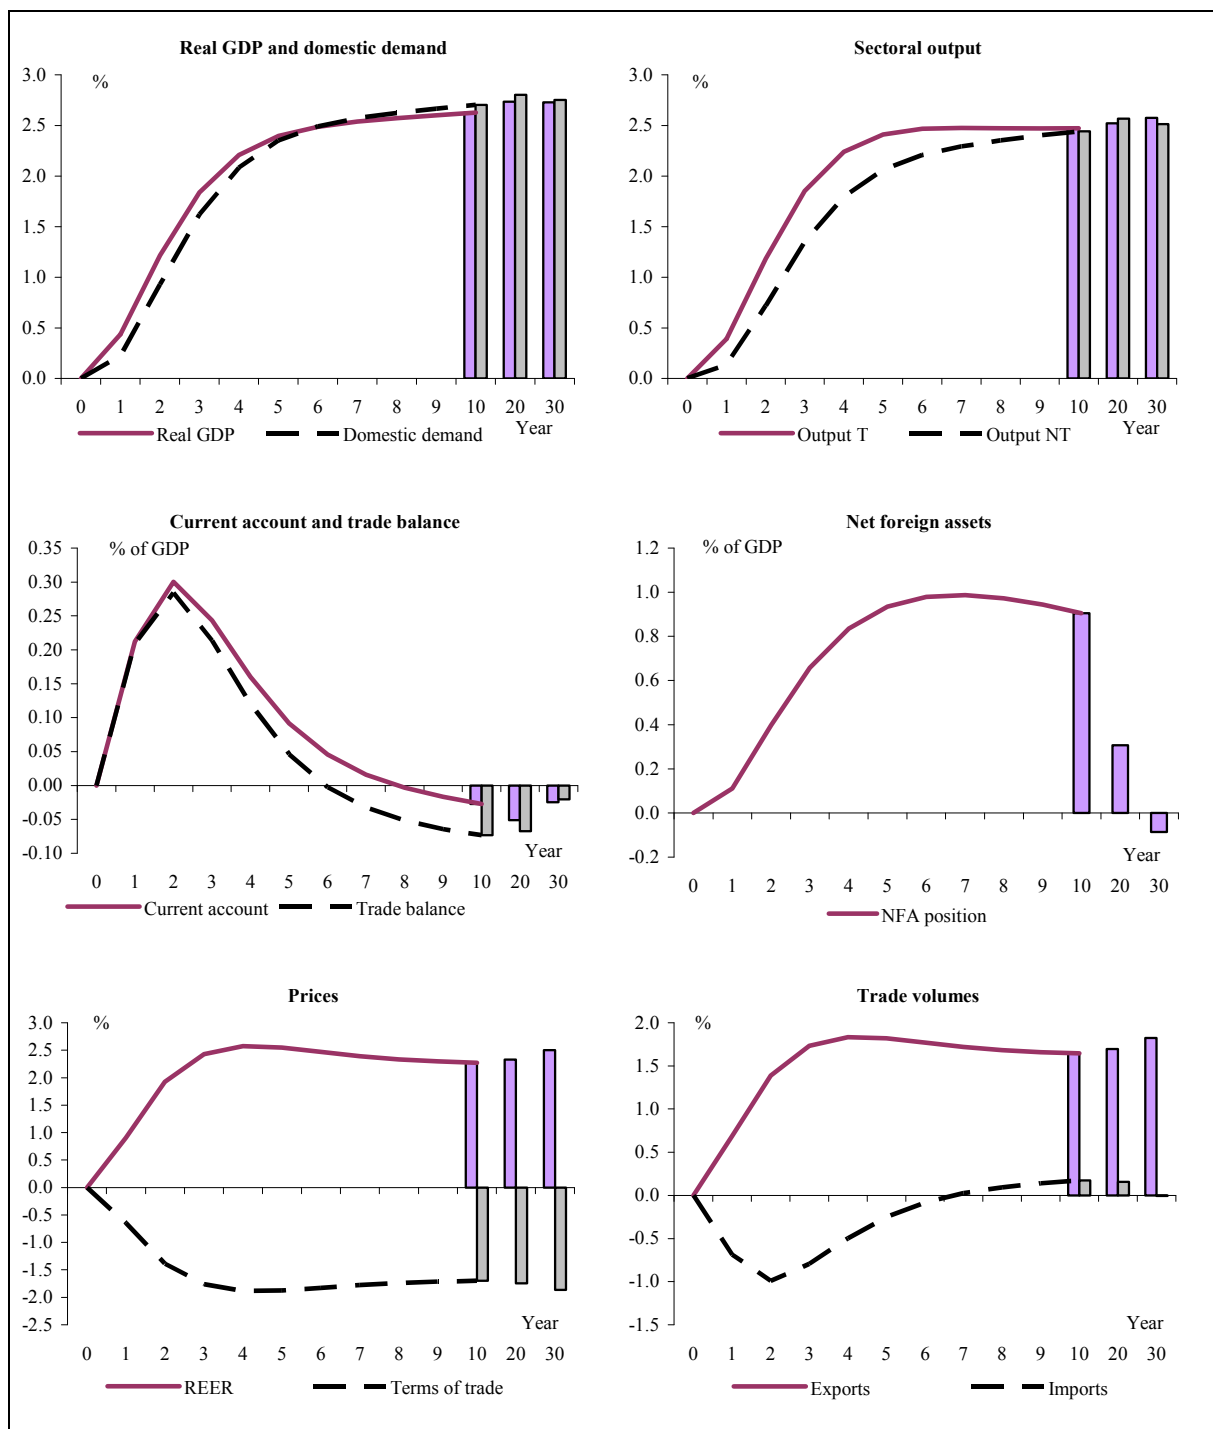 Real GDP and domestic demand
%
3.0
2.5
2.0
1.5
1.0
0.5
0.0
0 1 2 3 4 5 6 7 8 9 10 20 30
Year
Real GDP Domestic demand
Sectoral output
%
3.0
2.5
2.0
1.5
1.0
0.5
0.0
0 1 2 3 4 5 6 7 8 9 10 20 30
Year
Output T Output NT
Current account and trade balance
% of GDP
0.35
0.30
0.25
0.20
0.15
0.10
0.05
0.00
-0.05
-0.10
Year
0 1 2 3 4 5 6 7 8 9 10 20 30
Current account Trade balance
Net foreign assets
% of GDP
1.2
1.0
0.8
0.6
0.4
0.2
0.0
-0.2
Year
0 1 2 3 4 5 6 7 8 9 10 20 30
NFA position
Prices
%
3.0
2.5
2.0
1.5
1.0
0.5
0.0
-0.5
-1.0
-1.5
-2.0
-2.5
Year
0 1 2 3 4 5 6 7 8 9 10 20 30
REER Terms of trade
Trade volumes
%
2.0
1.5
1.0
0.5
0.0
-0.5
-1.0
-1.5
Year
0 1 2 3 4 5 6 7 8 9 10 20 30
Exports Imports